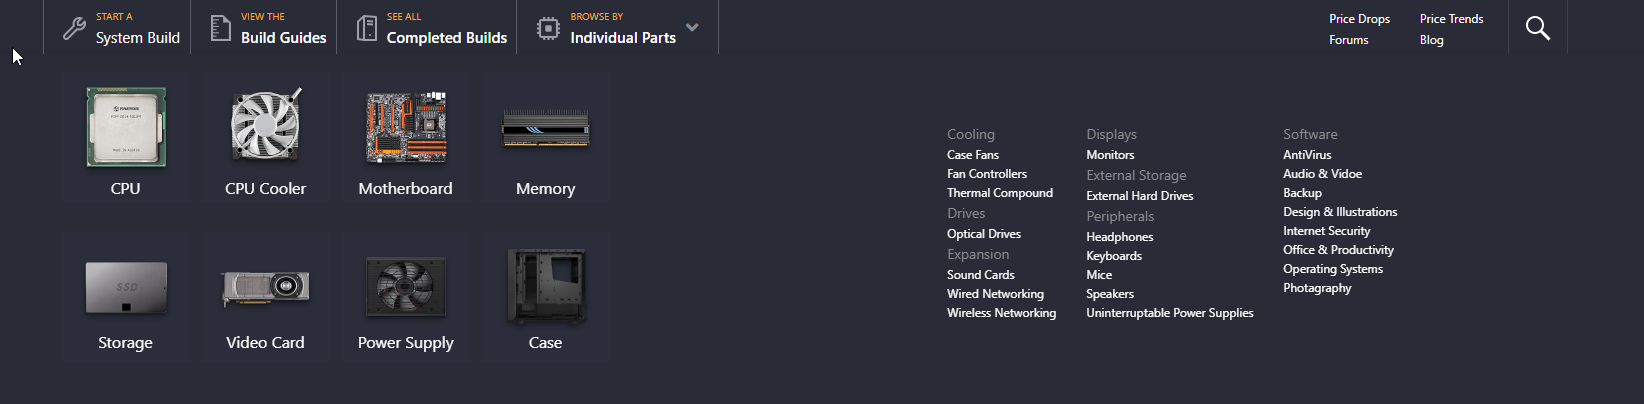 START A
System Build
VIEW THE
Build Guides
SEE ALL
Completed Builds
BROWSE BY
Individual Parts
Price Drops
Price Trends
Forums
Blog
CPU
CPU Cooler
Motherboard
Memory
SSD
Storage
Video Card
Power Supply
Case
Cooling
Case Fans
Fan Controllers
Thermal Compound
Drives
Optical Drives
Expansion
Sound Cards
Wired Networking
Wireless Networking
Displays
Monitors
External Storage
External Hard Drives
Peripherals
Headphones
Keyboards
Mice
Speakers
Uninterruptable Power Supplies
Software
AntiVirus
Audio & Vidoe
Backup
Design & Illustrations
Internet Security
Office & Productivity
Operating Systems
Photagraphy